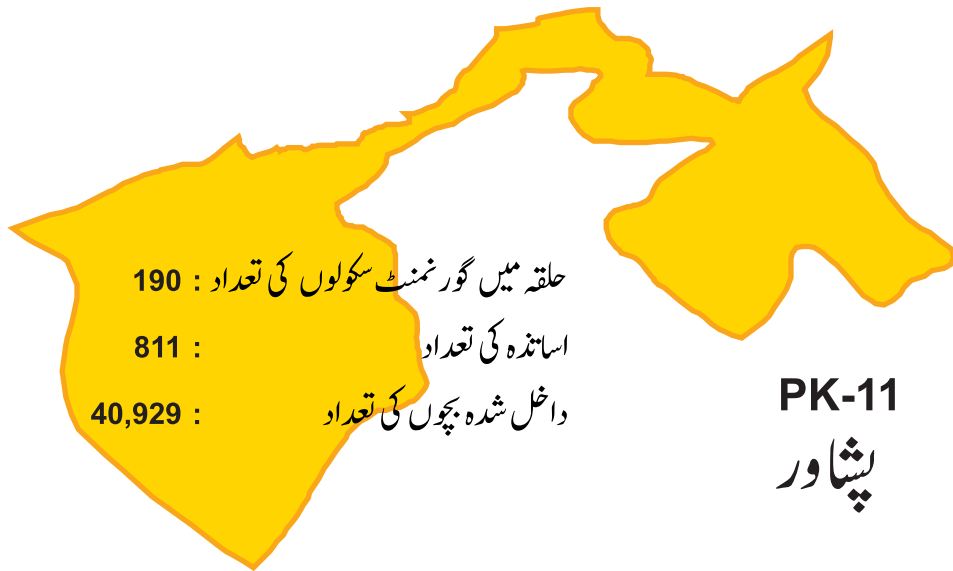 حلقہ میں گورنمنٹ سکولوں کی تعداد : 190
اساتذہ کی تعداد : 811
داخل شدہ بچوں کی تعداد : 40,929
PK-11
پشاور